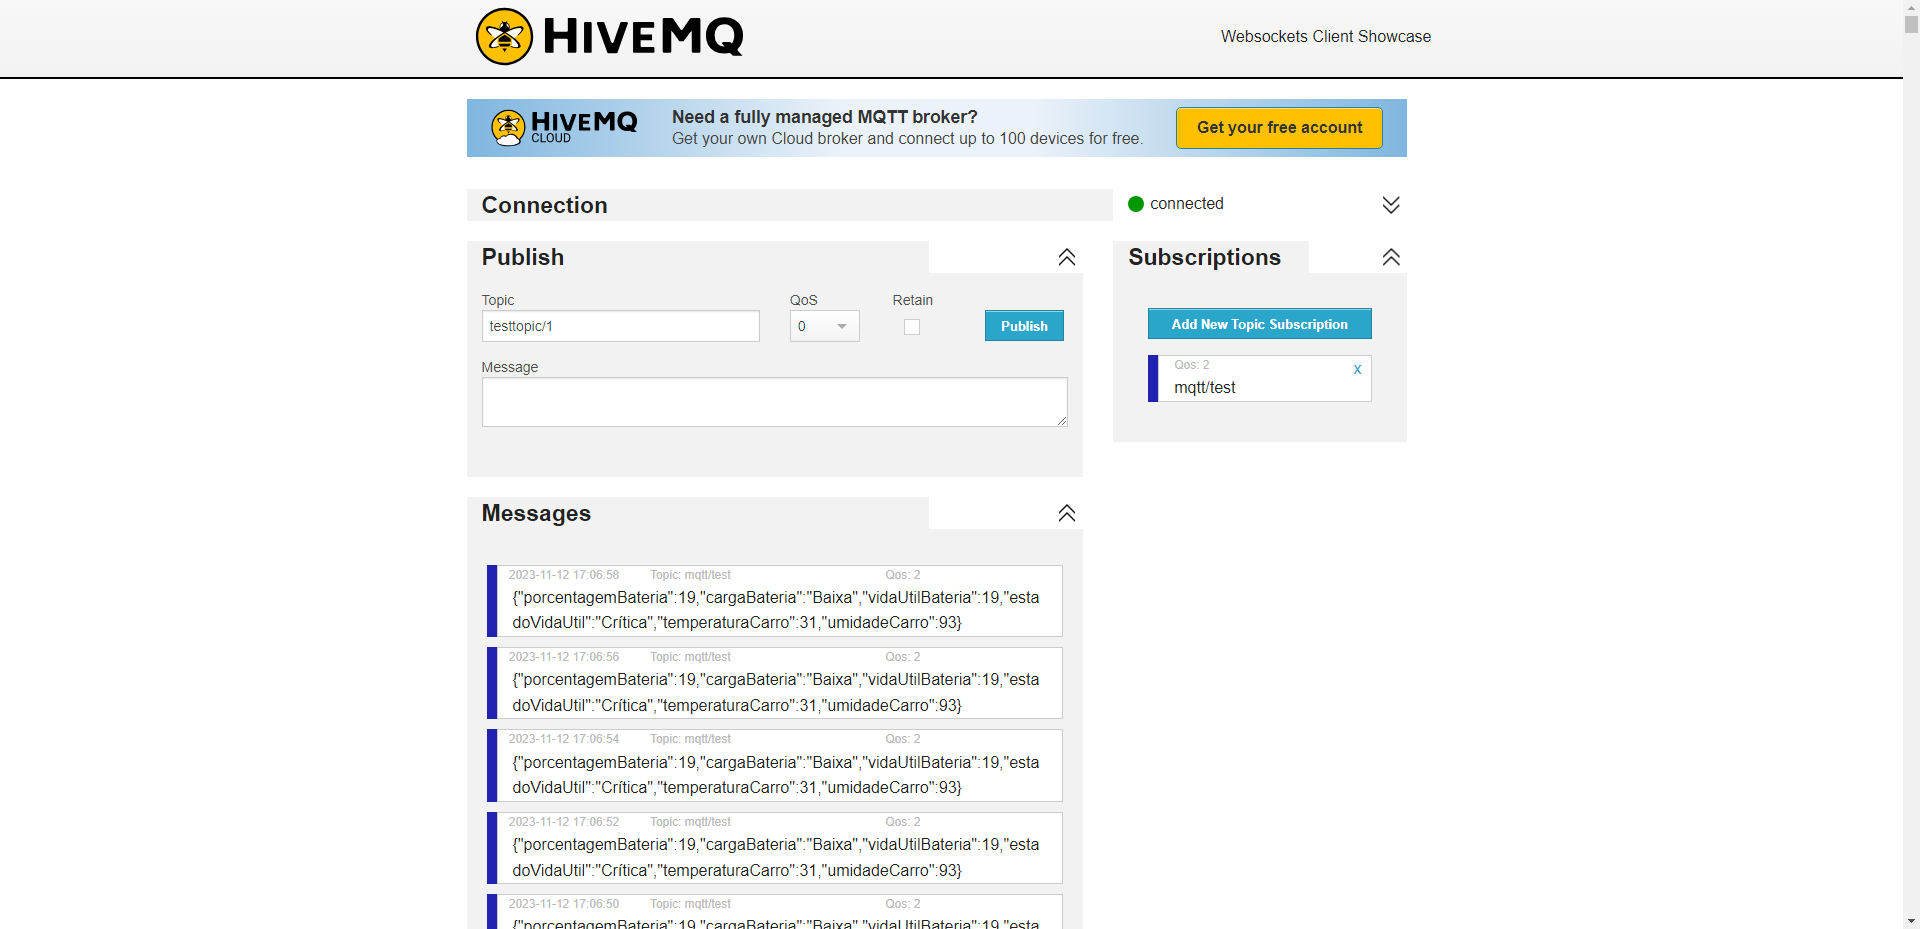 HIVEMQ
Websockets Client Showcase
HIVEMQ
CLOUD
Need a fully managed MQTT broker?
Get your own Cloud broker and connect up to 100 devices for free.
Get your free account
Connection
connected
Publish
Subscriptions
Topic
QoS
Retain
testtopic/1
0
Publish
Message
Add New Topic Subscription
Qos: 2
x
mqtt/test
Messages
2023-11-12 17:06:58 Topic: mqtt/test Qos: 2
{"porcentagemBateria":19,"cargaBateria":"Baixa","vidaUtilBateria":19,"esta
doVidaUtil":"Crítica","temperaturaCarro":31,"umidadeCarro":93}
2023-11-12 17:06:56 Topic: mqtt/test Qos: 2
{"porcentagemBateria":19,"cargaBateria":"Baixa","vidaUtilBateria":19,"esta
doVidaUtil":"Crítica","temperaturaCarro":31,"umidadeCarro":93}
2023-11-12 17:06:54 Topic: mqtt/test Qos: 2
{"porcentagemBateria":19,"cargaBateria":"Baixa","vidaUtilBateria":19,"esta
doVidaUtil":"Crítica","temperaturaCarro":31,"umidadeCarro":93}
2023-11-12 17:06:52 Topic: mqtt/test Qos: 2
{"porcentagemBateria":19,"cargaBateria":"Baixa","vidaUtilBateria":19,"esta
doVidaUtil":"Crítica","temperaturaCarro":31,"umidadeCarro":93}
2023-11-12 17:06:50 Topic: mqtt/test Qos: 2
{"porcentagemBateria":19,"cargaBateria":"Baixa","vidaUtilBateria":19,"esta